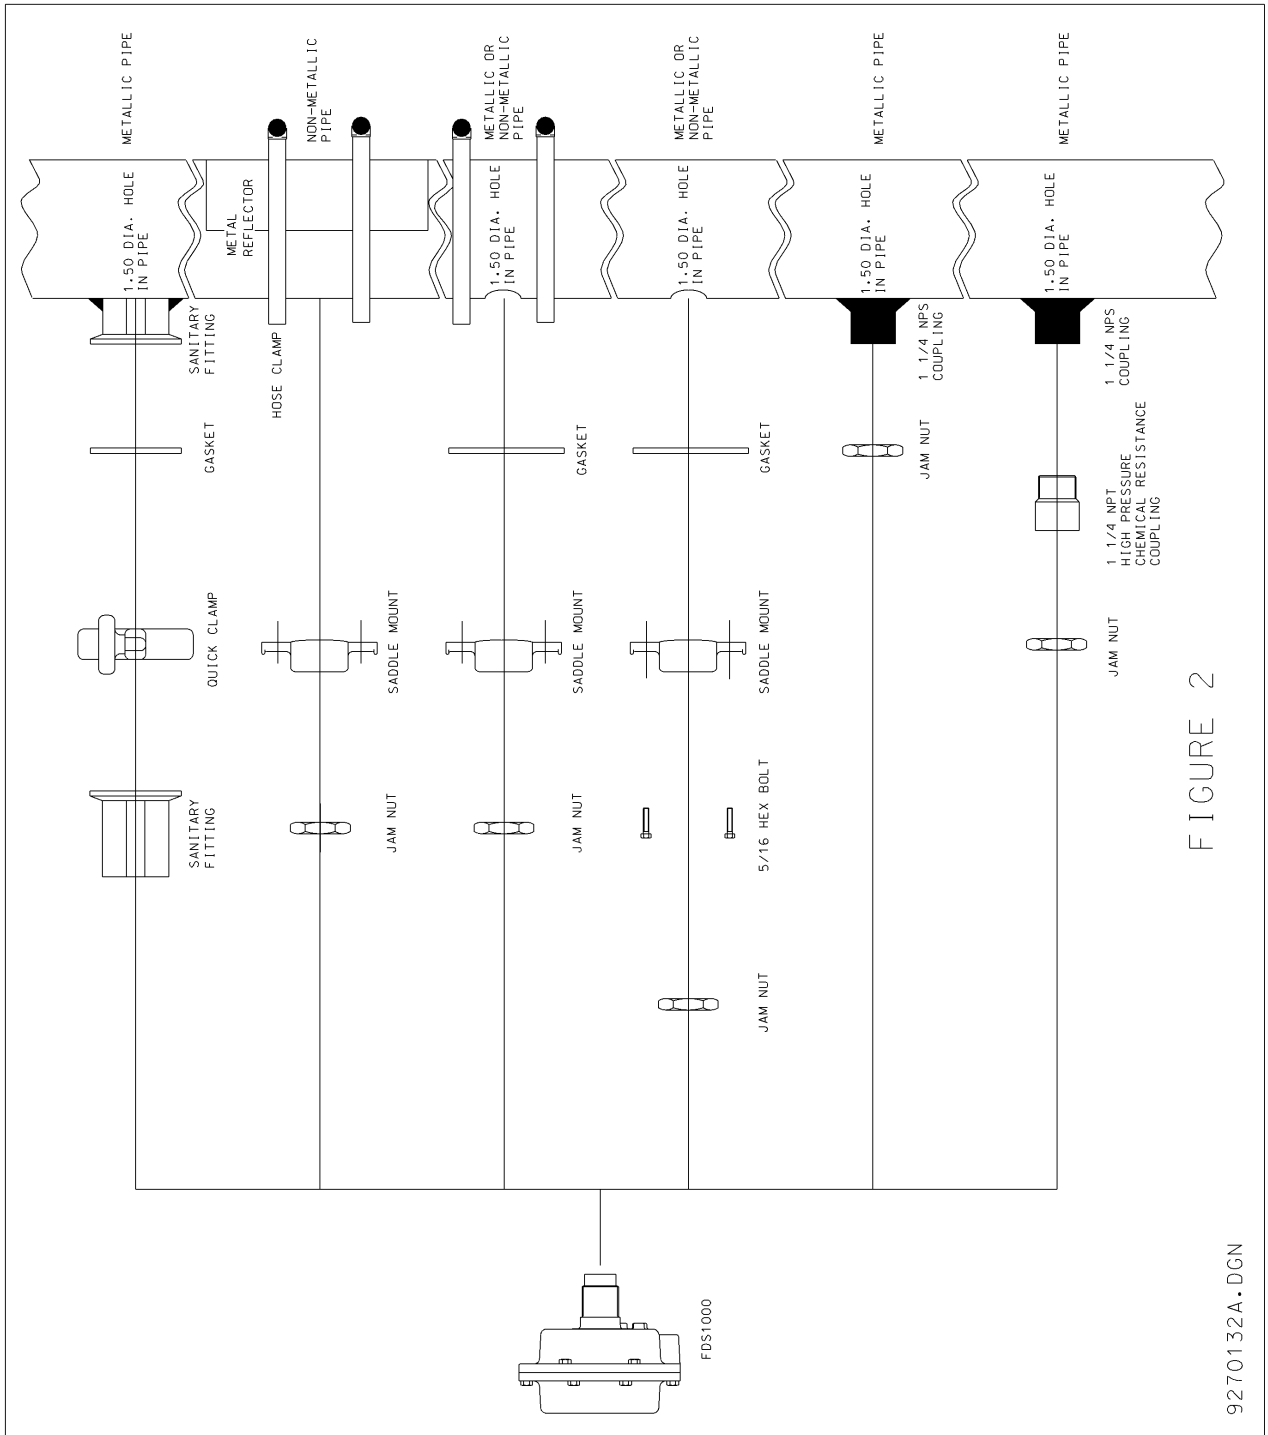 METALLIC PIPE
1.50 DIA. HOLE
IN PIPE
SANITARY
FITTING
GASKET
QUICK CLAMP
SANITARY
FITTING
NON-METALLIC
PIPE
METAL
REFLECTOR
HOSE CLAMP
SADDLE MOUNT
JAM NUT
METALLIC OR
NON-METALLIC
PIPE
1.50 DIA. HOLE
IN PIPE
GASKET
SADDLE MOUNT
JAM NUT
METALLIC OR
NON-METALLIC
PIPE
1.50 DIA. HOLE
IN PIPE
GASKET
SADDLE MOUNT
5/16 HEX BOLT
JAM NUT
METALLIC PIPE
1.50 DIA. HOLE
IN PIPE
1 1/4 NPS
COUPLING
JAM NUT
METALLIC PIPE
1.50 DIA. HOLE
IN PIPE
1 1/4 NPS
COUPLING
1 1/4 NPT
HIGH PRESSURE
CHEMICAL RESISTANCE
COUPLING
JAM NUT
FDS1000
FIGURE 2
9270132A.DGN